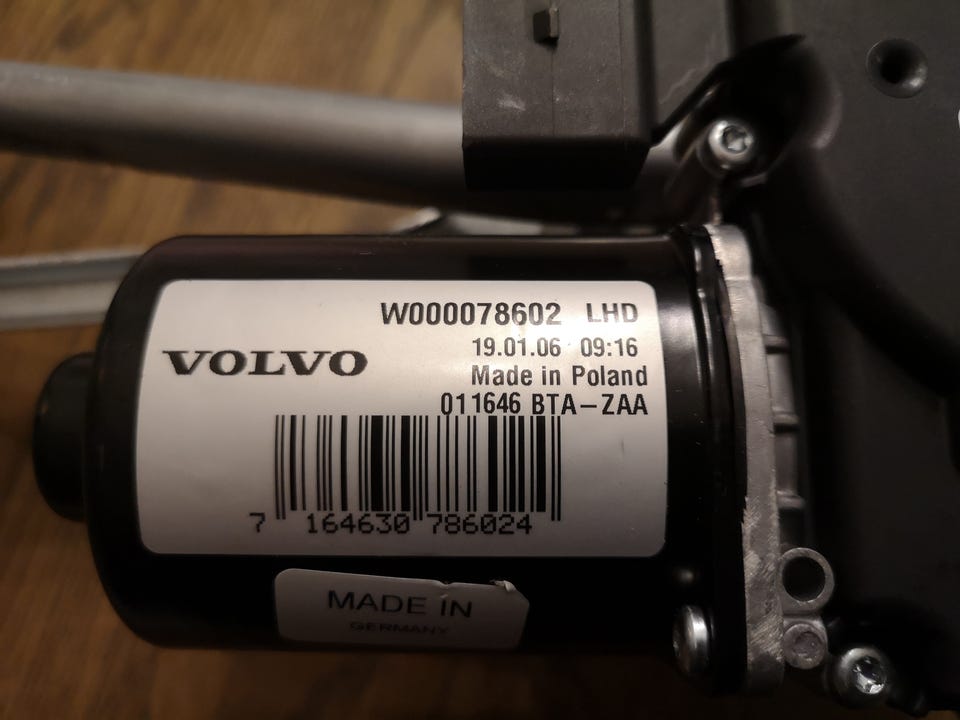 W000078602 LHD
VOLVO
19.01.06 09:16
Made in Poland
011646 BTA-ZAA
7 164630 786024
MADE IN
GERMANY